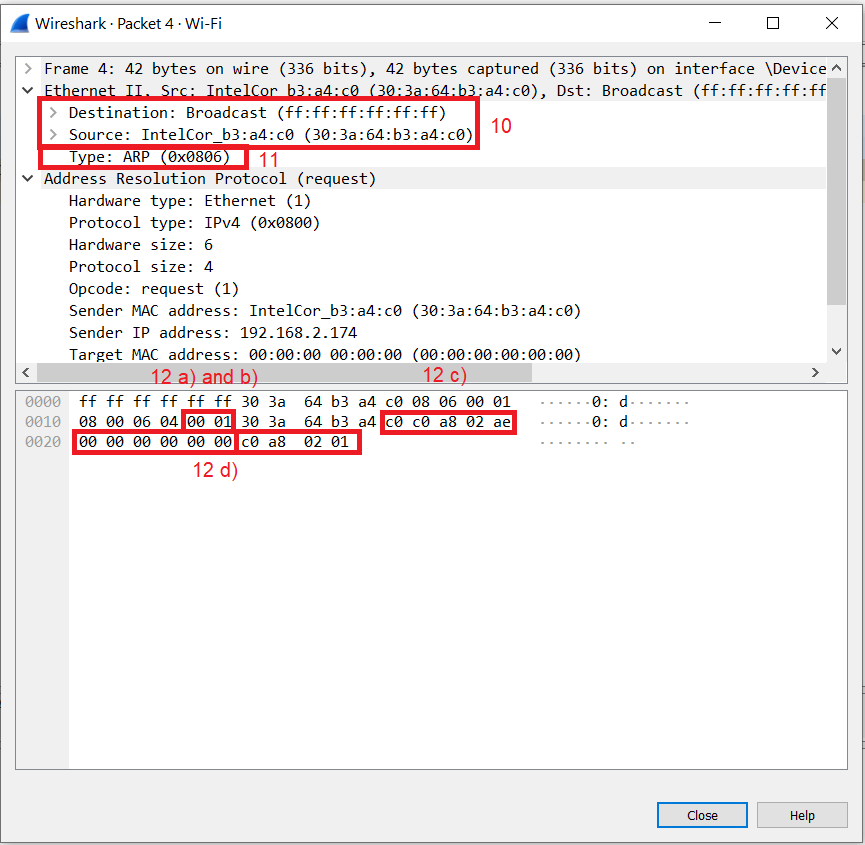 Wireshark · Packet 4 · Wi-Fi
Frame 4: 42 bytes on wire (336 bits), 42 bytes captured (336 bits) on interface \Device
Ethernet II, Src: IntelCor_b3:a4:c0 (30:3a:64:b3:a4:c0), Dst: Broadcast (ff:ff:ff:ff:ff:ff
Destination: Broadcast (ff:ff:ff:ff:ff:ff)
Source: IntelCor_b3:a4:c0 (30:3a:64:b3:a4:c0)
10
Type: ARP (0x0806)
11
Address Resolution Protocol (request)
Hardware type: Ethernet (1)
Protocol type: IPv4 (0x0800)
Hardware size: 6
Protocol size: 4
Opcode: request (1)
Sender MAC address: IntelCor_b3:a4:c0 (30:3a:64:b3:a4:c0)
Sender IP address: 192.168.2.174
Target MAC address: 00:00:00 00:00:00 (00:00:00:00:00:00)
12 a) and b)
12 c)
0000 ff ff ff ff ff ff 30 3a 64 b3 a4 c0 08 06 00 01 ······0: d·······
0010 08 00 06 04 00 01 30 3a 64 b3 a4 c0 c0 a8 02 ae ······0: d·······
0020 00 00 00 00 00 00 c0 a8 02 01 ········ ··
12 d)
Close
Help